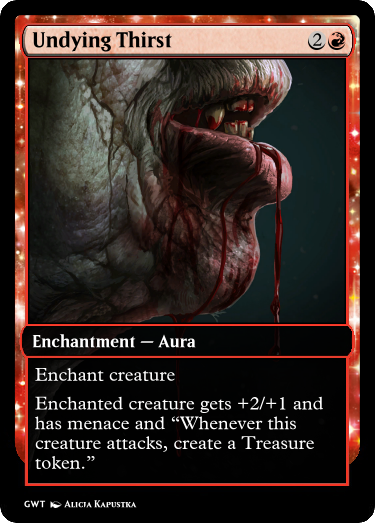 Undying Thirst 2
Enchantment — Aura
Enchant creature
Enchanted creature gets +2/+1 and
has menace and “Whenever this
creature attacks, create a Treasure
token.”
GWT Alicia Kapustka